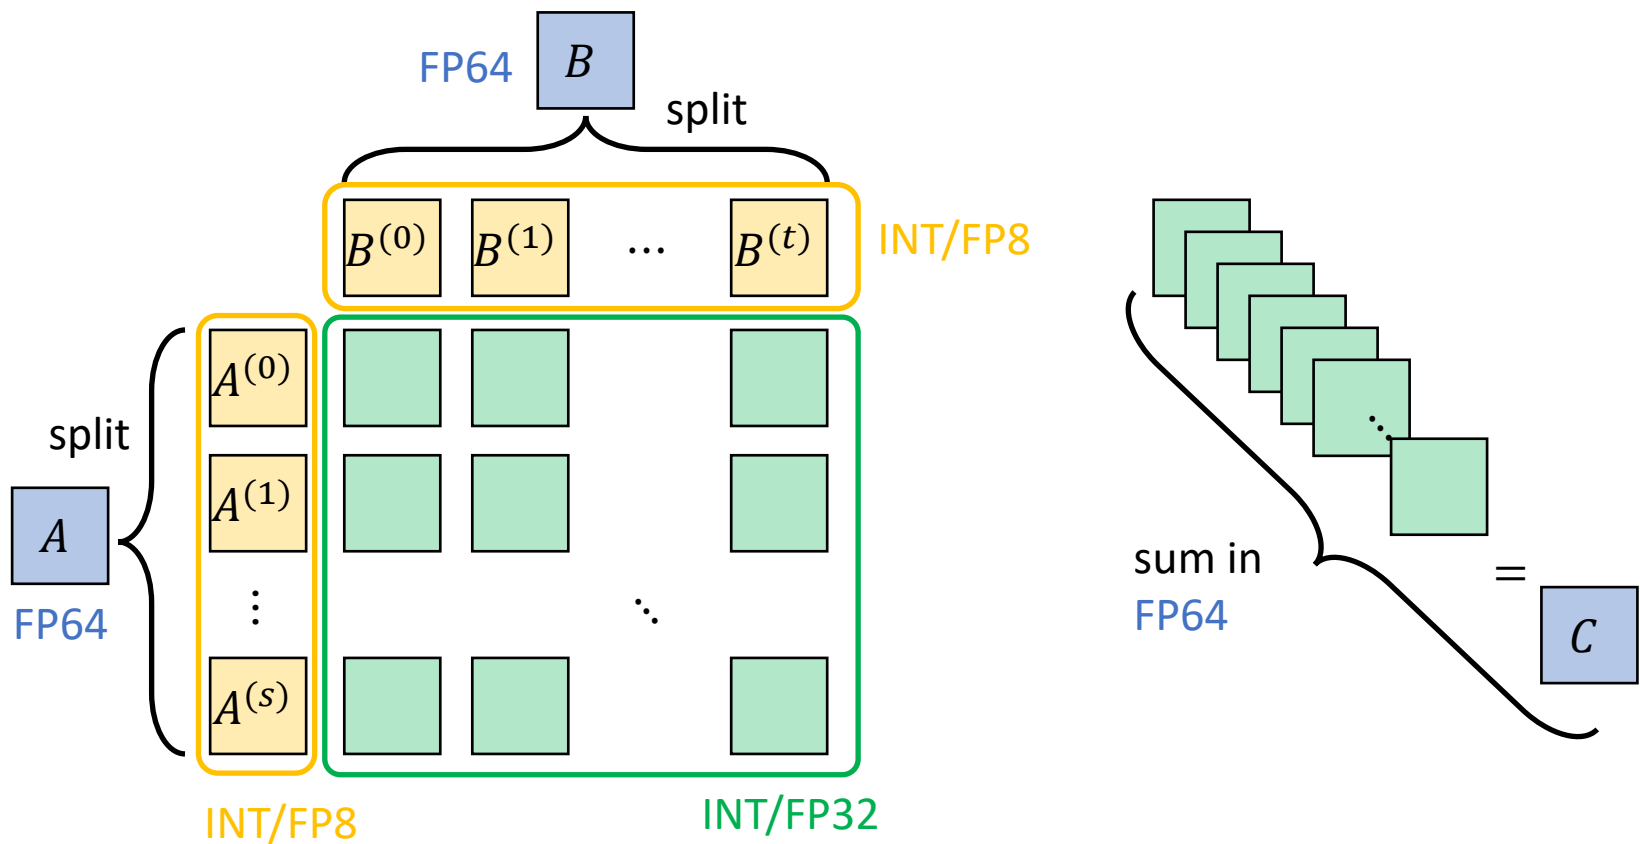 B
FP64
split
B^(0) B^(1) ⋯ B^(t)
INT/FP8
A^(0)
split
A^(1)
A
FP64
⋮
⋱
A^(s)
INT/FP8
INT/FP32
⋱
sum in
FP64
=
C